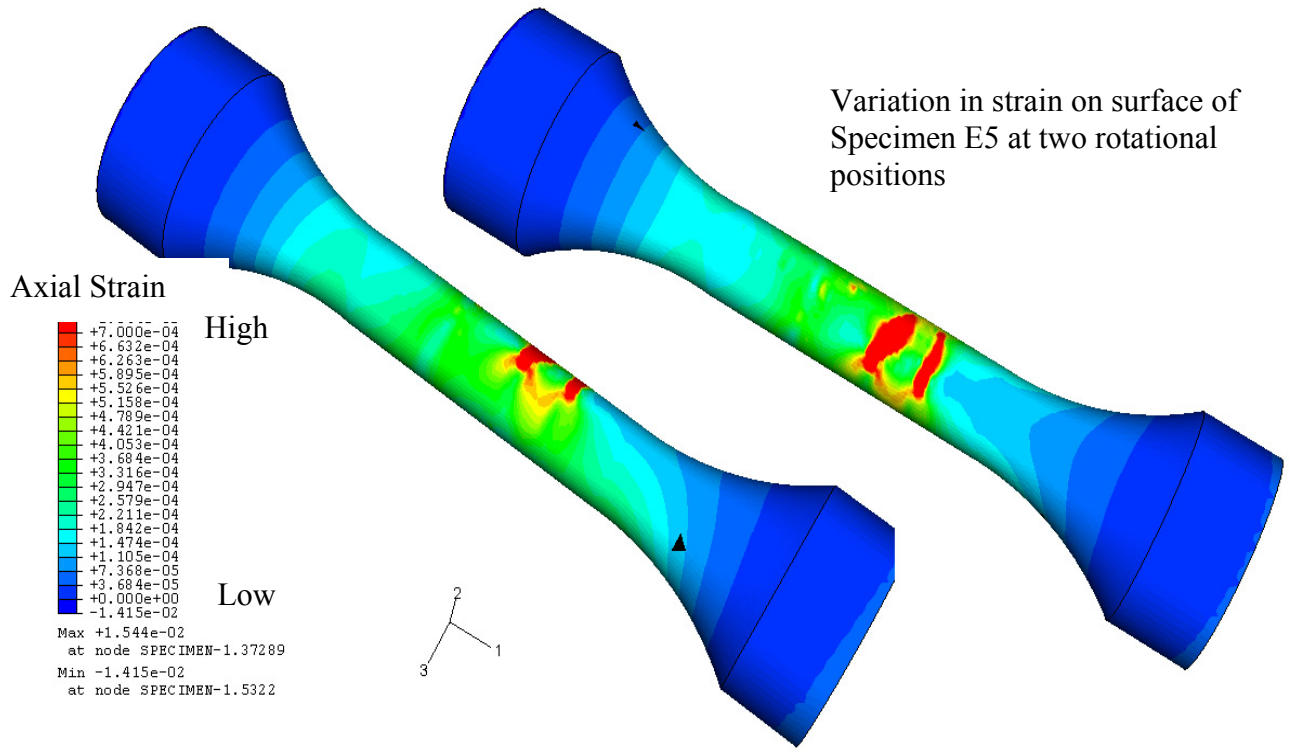 Variation in strain on surface of
Specimen E5 at two rotational
positions
Axial Strain
High
+7.000e-04
+6.632e-04
+6.263e-04
+5.895e-04
+5.526e-04
+5.158e-04
+4.789e-04
+4.421e-04
+4.053e-04
+3.684e-04
+3.316e-04
+2.947e-04
+2.579e-04
+2.211e-04
+1.842e-04
+1.474e-04
+1.105e-04
+7.368e-05
+3.684e-05
+0.000e+00
-1.415e-02
Low
Max +1.544e-02
at node SPECIMEN-1.37289
Min -1.415e-02
at node SPECIMEN-1.5322
2
1
3